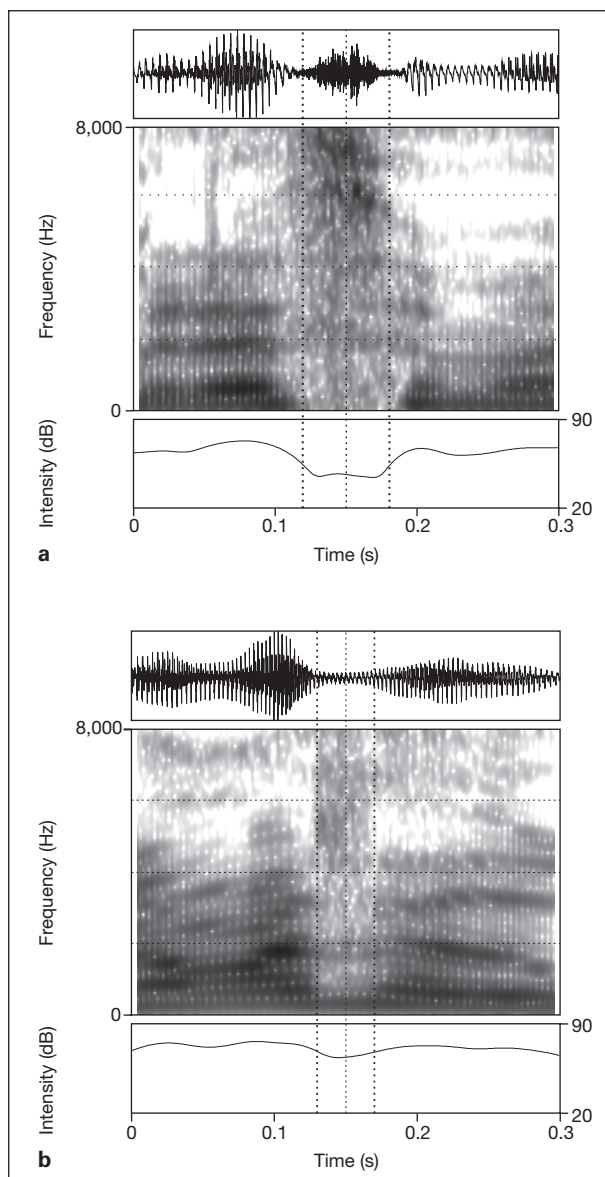 8,000
Frequency (Hz)
0
90
Intensity (dB)
20
0 0.1 0.2 0.3
Time (s)
a
8,000
Frequency (Hz)
0
90
Intensity (dB)
20
0 0.1 0.2 0.3
Time (s)
b